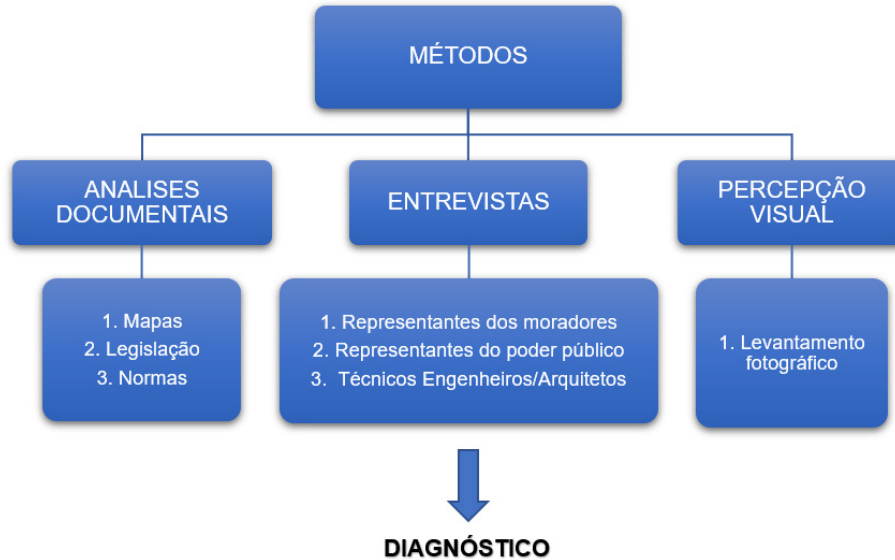 MÉTODOS
ANALISES
DOCUMENTAIS
ENTREVISTAS
PERCEPÇÃO
VISUAL
1. Mapas
2. Legislação
3. Normas
1. Representantes dos moradores
2. Representantes do poder público
3. Técnicos Engenheiros/Arquitetos
1. Levantamento
fotográfico
DIAGNÓSTICO